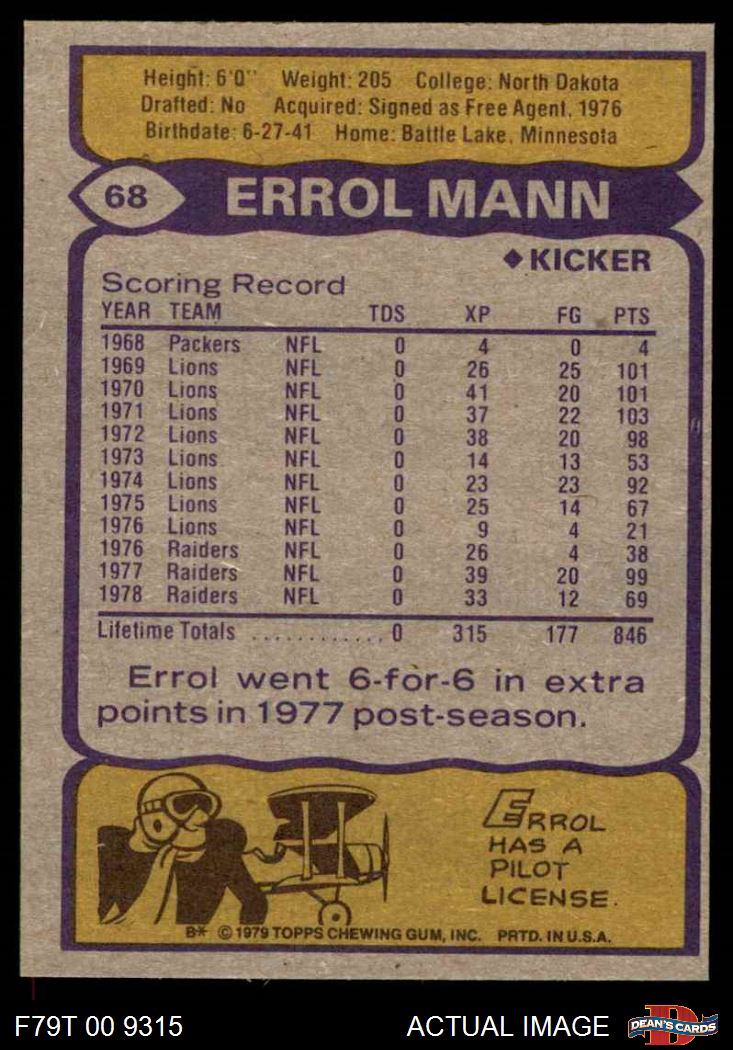 Height: 6'0" Weight: 205 College: North Dakota
Drafted: No Acquired: Signed as Free Agent, 1976
Birthdate: 6-27-41 Home: Battle Lake, Minnesota
68 ERROL MANN
◆KICKER
Scoring Record
YEAR TEAM TDS XP FG PTS
1968 Packers NFL 0 4 0 4
1969 Lions NFL 0 26 25 101
1970 Lions NFL 0 41 20 101
1971 Lions NFL 0 37 22 103
1972 Lions NFL 0 38 20 98
1973 Lions NFL 0 14 13 53
1974 Lions NFL 0 23 23 92
1975 Lions NFL 0 25 14 67
1976 Lions NFL 0 9 4 21
1976 Raiders NFL 0 26 4 38
1977 Raiders NFL 0 39 20 99
1978 Raiders NFL 0 33 12 69
Lifetime Totals ............ 0 315 177 846
Errol went 6-for-6 in extra
points in 1977 post-season.
ERROL
HAS A
PILOT
LICENSE.
B* © 1979 TOPPS CHEWING GUM, INC. PRTD. IN U.S.A.
F79T 00 9315 ACTUAL IMAGE D DEAN'S CARDS